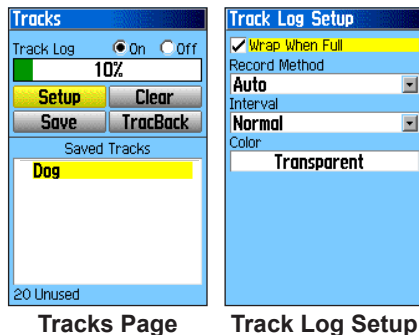 Tracks
Track Log On Off
10%
Setup Clear
Save TracBack
Saved Tracks
Dog
20 Unused
Tracks Page
Track Log Setup
Wrap When Full
Record Method
Auto
Interval
Normal
Color
Transparent
Track Log Setup